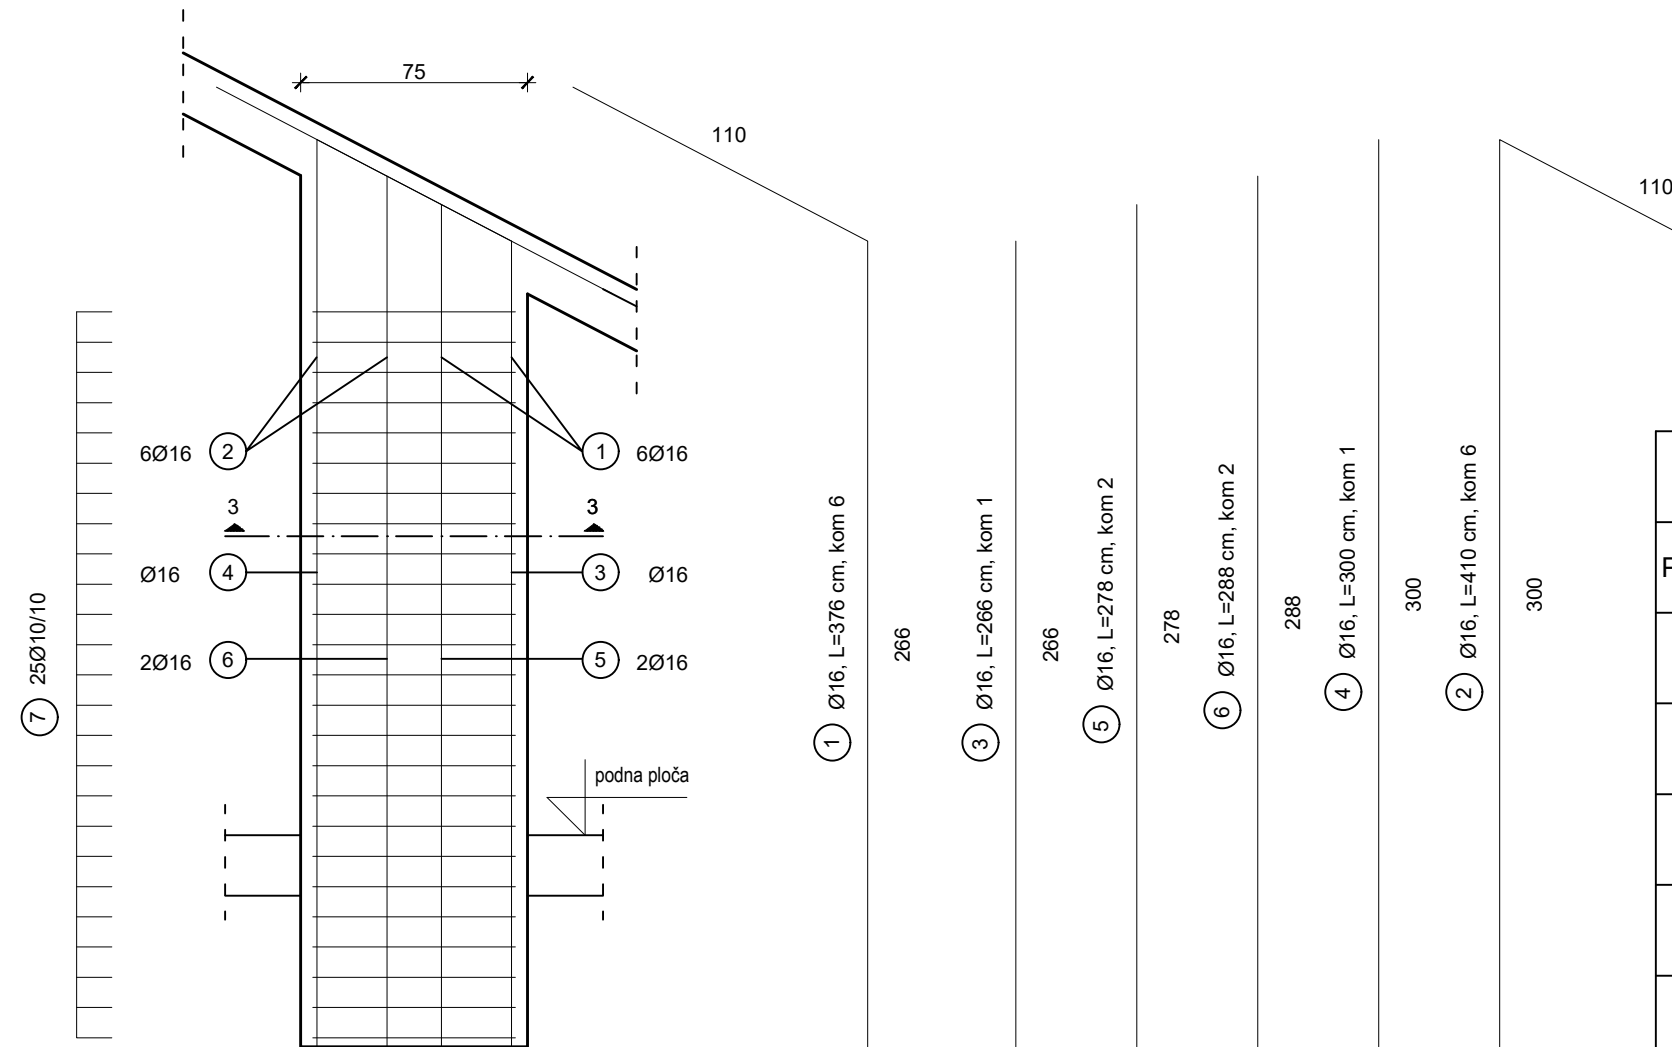 75
110
110
6Ø16 2
1 6Ø16
3
3
Ø16 4
3 Ø16
2Ø16 6
5 2Ø16
7 25Ø10/10
podna ploča
1 Ø16, L=376 cm, kom 6
266
3 Ø16, L=266 cm, kom 1
266
5 Ø16, L=278 cm, kom 2
278
6 Ø16, L=288 cm, kom 2
288
4 Ø16, L=300 cm, kom 1
300
2 Ø16, L=410 cm, kom 6
300